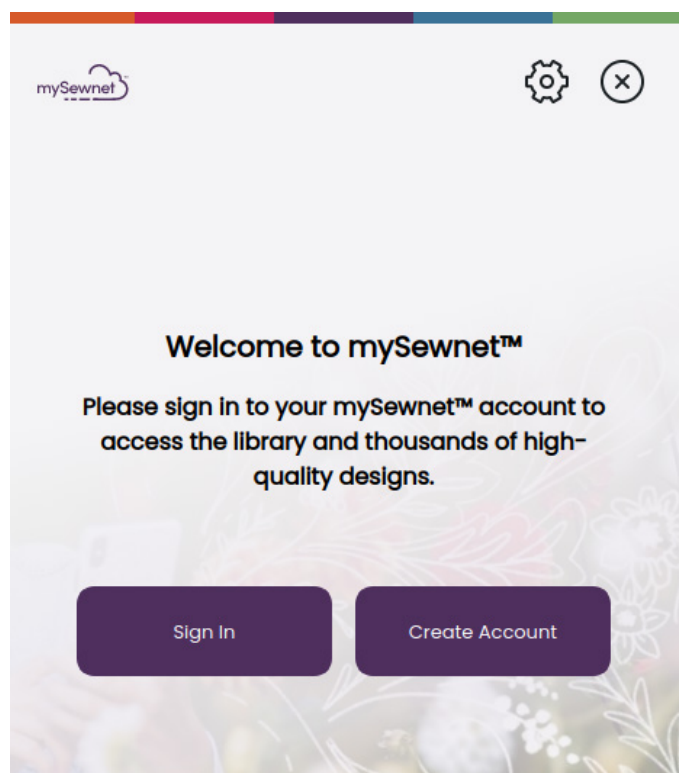 mySewnet™
Welcome to mySewnet™
Please sign in to your mySewnet™ account to
access the library and thousands of high-
quality designs.
Sign In
Create Account